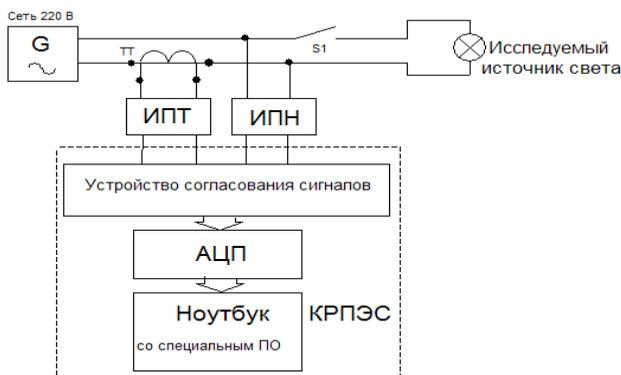 Сеть 220 В
G
ТТ
S1
Исследуемый
источник света
ИПТ
ИПН
Устройство согласования сигналов
АЦП
Ноутбук
КРПЭС
со специальным ПО